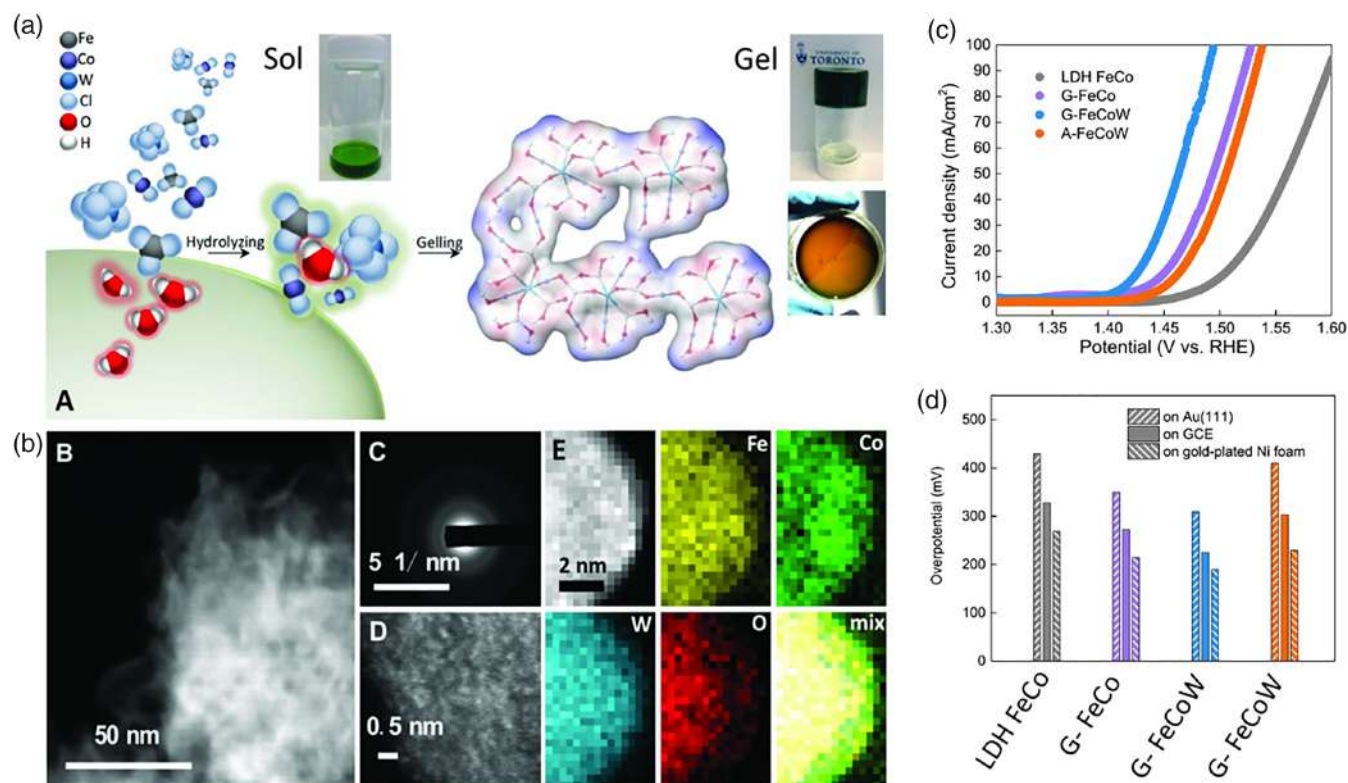 (a)
Fe
Co
W
Cl
O
H
Sol
Hydrolyzing
Gelling
Gel
UNIVERSITY OF
TORONTO
A
(b)
B
50 nm
C
5 1/ nm
D
0.5 nm
E
2 nm
Fe
Co
W
O
mix
(c)
Current density (mA/cm²)
100
90
80
70
60
50
40
30
20
10
0
LDH FeCo
G-FeCo
G-FeCoW
A-FeCoW
1.30 1.35 1.40 1.45 1.50 1.55 1.60
Potential (V vs. RHE)
(d)
Overpotential (mV)
500
400
300
200
100
0
on Au(111)
on GCE
on gold-plated Ni foam
LDH FeCo
G- FeCo
G- FeCoW
G- FeCoW